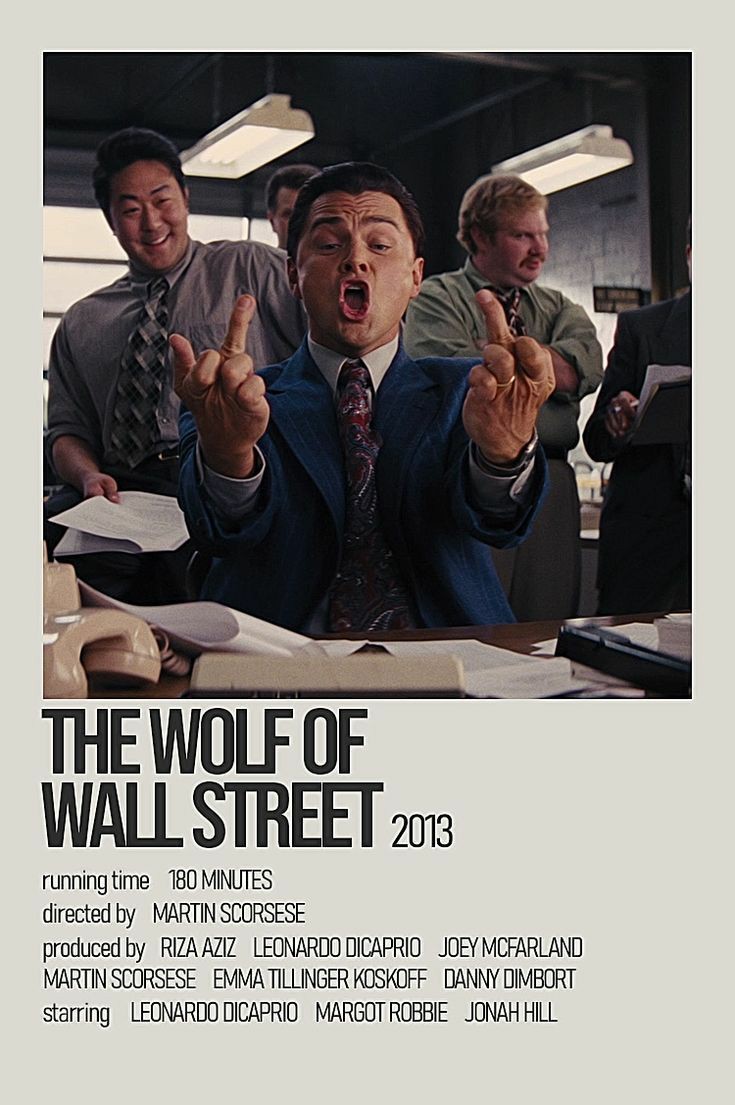 THE WOLF OF
WALL STREET 2013
running time 180 MINUTES
directed by MARTIN SCORSESE
produced by RIZA AZIZ LEONARDO DICAPRIO JOEY MCFARLAND
MARTIN SCORSESE EMMA TILLINGER KOSKOFF DANNY DIMBORT
starring LEONARDO DICAPRIO MARGOT ROBBIE JONAH HILL